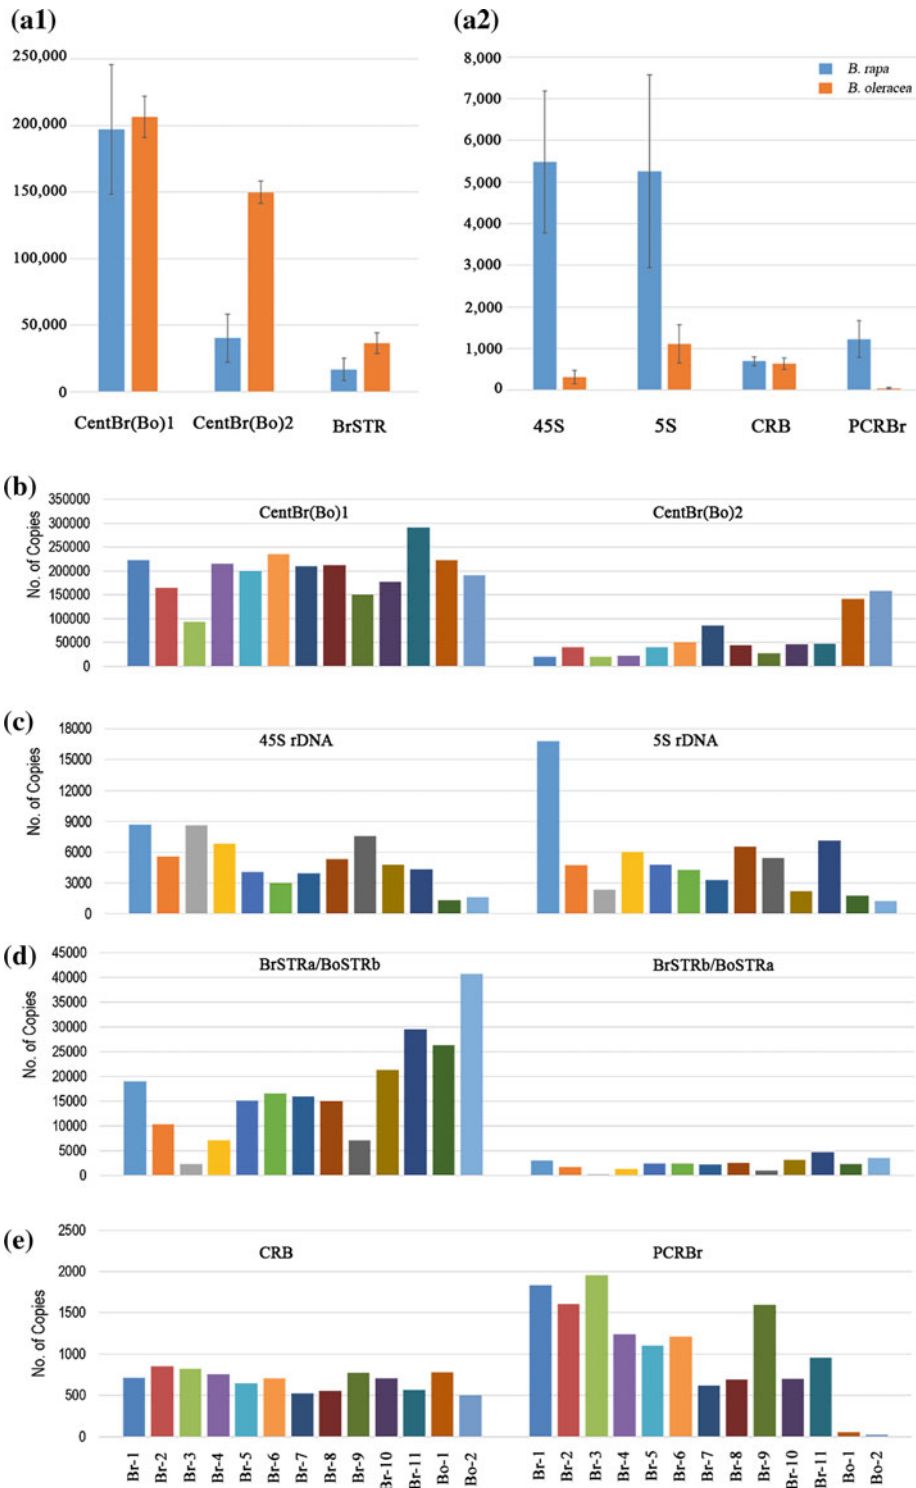 (a1)
250,000
200,000
150,000
100,000
50,000
0
CentBr(Bo)1 CentBr(Bo)2 BrSTR
(a2)
8,000
7,000
6,000
5,000
4,000
3,000
2,000
1,000
0
B. rapa
B. oleracea
45S 5S CRB PCRBr
(b)
No. of Copies
350000
300000
250000
200000
150000
100000
50000
0
CentBr(Bo)1 CentBr(Bo)2
(c)
No. of Copies
18000
15000
12000
9000
6000
3000
0
45S rDNA 5S rDNA
(d)
No. of Copies
45000
40000
35000
30000
25000
20000
15000
10000
5000
0
BrSTRa/BoSTRb BrSTRb/BoSTRa
(e)
No. of Copies
2500
2000
1500
1000
500
0
CRB PCRBr
Br-1 Br-2 Br-3 Br-4 Br-5 Br-6 Br-7 Br-8 Br-9 Br-10 Br-11 Bo-1 Bo-2
Br-1 Br-2 Br-3 Br-4 Br-5 Br-6 Br-7 Br-8 Br-9 Br-10 Br-11 Bo-1 Bo-2